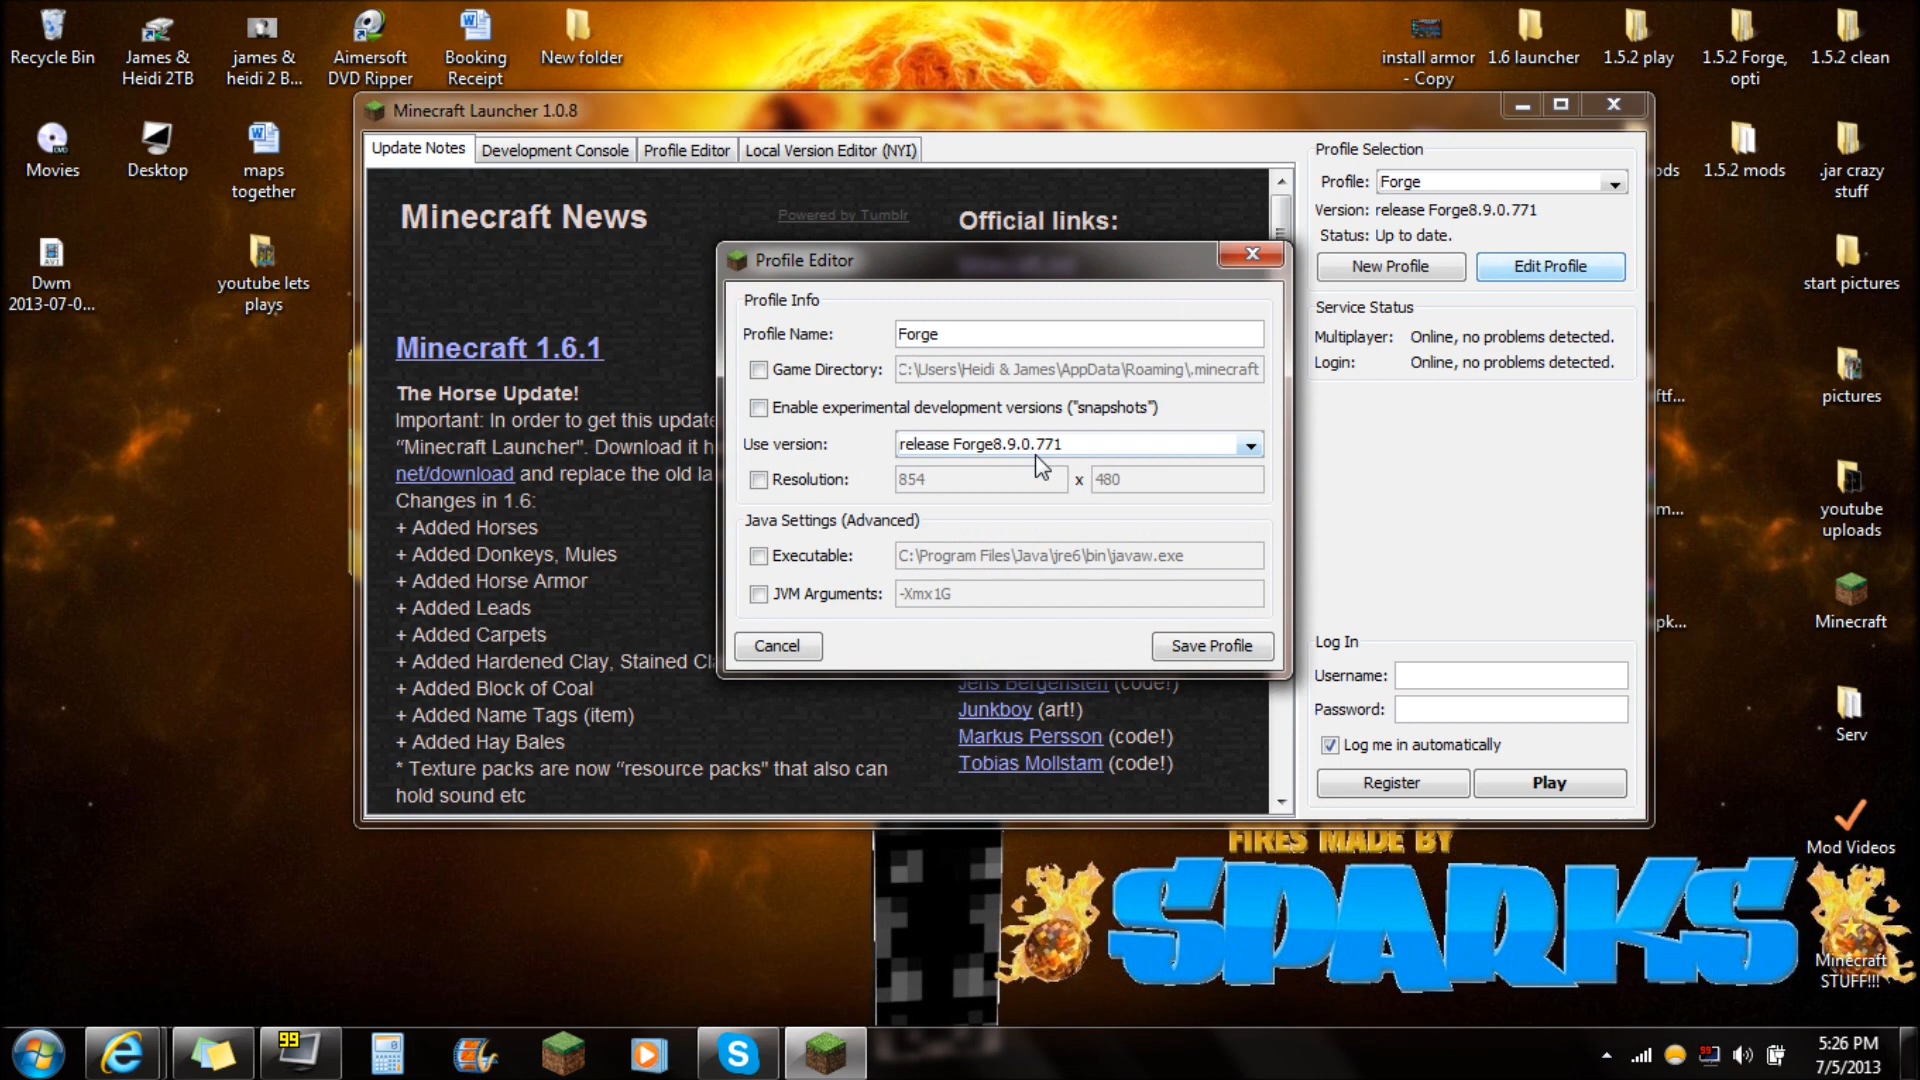 Recycle Bin
James &
Heidi 2TB
james &
heidi 2 B...
Aimersoft
DVD Ripper
Booking
Receipt
New folder
install armor
- Copy
1.6 launcher
1.5.2 play
1.5.2 Forge,
opti
1.5.2 clean
Movies
Desktop
maps
together
Dwm
2013-07-0...
youtube lets
plays
Minecraft Launcher 1.0.8
Update Notes
Development Console
Profile Editor
Local Version Editor (NYI)
Minecraft News
Powered by Tumblr
Official links:
Minecraft 1.6.1
The Horse Update!
Important: In order to get this update
“Minecraft Launcher". Download it h
net/download and replace the old la
Changes in 1.6:
+ Added Horses
+ Added Donkeys, Mules
+ Added Horse Armor
+ Added Leads
+ Added Carpets
+ Added Hardened Clay, Stained Cl
+ Added Block of Coal
+ Added Name Tags (item)
+ Added Hay Bales
* Texture packs are now “resource packs" that also can
hold sound etc
Jens Bergensten (code!)
Junkboy (art!)
Markus Persson (code!)
Tobias Mollstam (code!)
Profile Editor
Profile Info
Profile Name:
Forge
Game Directory:
C:\Users\Heidi & James\AppData\Roaming\.minecraft
Enable experimental development versions ("snapshots")
Use version:
release Forge8.9.0.771
Resolution:
854
x
480
Java Settings (Advanced)
Executable:
C:\Program Files\Java\jre6\bin\javaw.exe
JVM Arguments:
-Xmx1G
Cancel
Save Profile
Profile Selection
Profile:
Forge
Version: release Forge8.9.0.771
Status: Up to date.
New Profile
Edit Profile
Service Status
Multiplayer: Online, no problems detected.
Login: Online, no problems detected.
Log In
Username:
Password:
Log me in automatically
Register
Play
ods
1.5.2 mods
.jar crazy
stuff
start pictures
ftf...
pictures
m...
youtube
uploads
pk...
Minecraft
Serv
Mod Videos
Minecraft
STUFF!!!
FIRES MADE BY
SPARKS
99
99
5:26 PM
7/5/2013